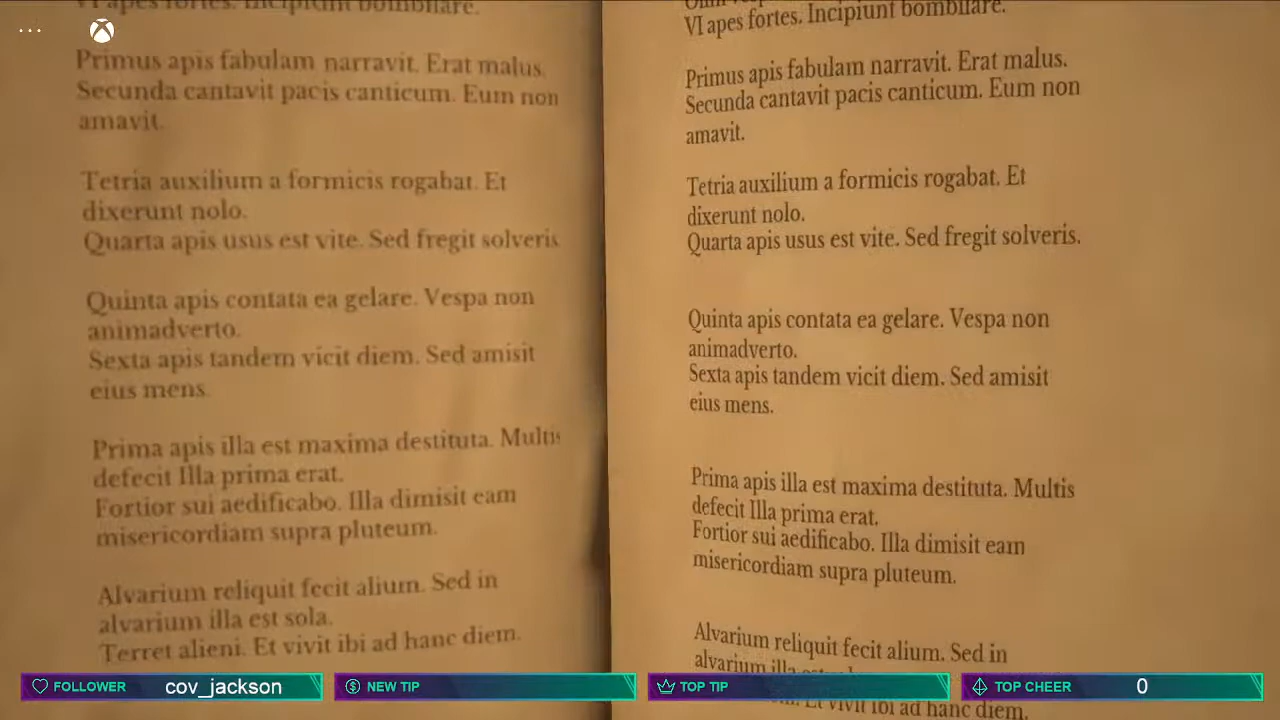 VI apes fortes. Incipiunt bombilare.
Primus apis fabulam narravit. Erat malus.
Secunda cantavit pacis canticum. Eum non
amavit.
Tetria auxilium a formicis rogabat. Et
dixerunt nolo.
Quarta apis usus est vite. Sed fregit solveris
Quinta apis contata ea gelare. Vespa non
animadverto.
Sexta apis tandem vicit diem. Sed amisit
eius mens.
Prima apis illa est maxima destituta. Multis
defecit Illa prima erat.
Fortior sui aedificabo. Illa dimisit eam
misericordiam supra pluteum.
Alvarium reliquit fecit alium. Sed in
alvarium illa est sola.
Terret alieni. Et vivit ibi ad hanc diem.
VI apes fortes. Incipiunt bombilare.
Primus apis fabulam narravit. Erat malus.
Secunda cantavit pacis canticum. Eum non
amavit.
Tetria auxilium a formicis rogabat. Et
dixerunt nolo.
Quarta apis usus est vite. Sed fregit solveris.
Quinta apis contata ea gelare. Vespa non
animadverto.
Sexta apis tandem vicit diem. Sed amisit
eius mens.
Prima apis illa est maxima destituta. Multis
defecit Illa prima erat.
Fortior sui aedificabo. Illa dimisit eam
misericordiam supra pluteum.
Alvarium reliquit fecit alium. Sed in
alvarium illa
Et vivit ibi ad hanc diem.
FOLLOWER cov_jackson
NEW TIP
TOP TIP
TOP CHEER 0